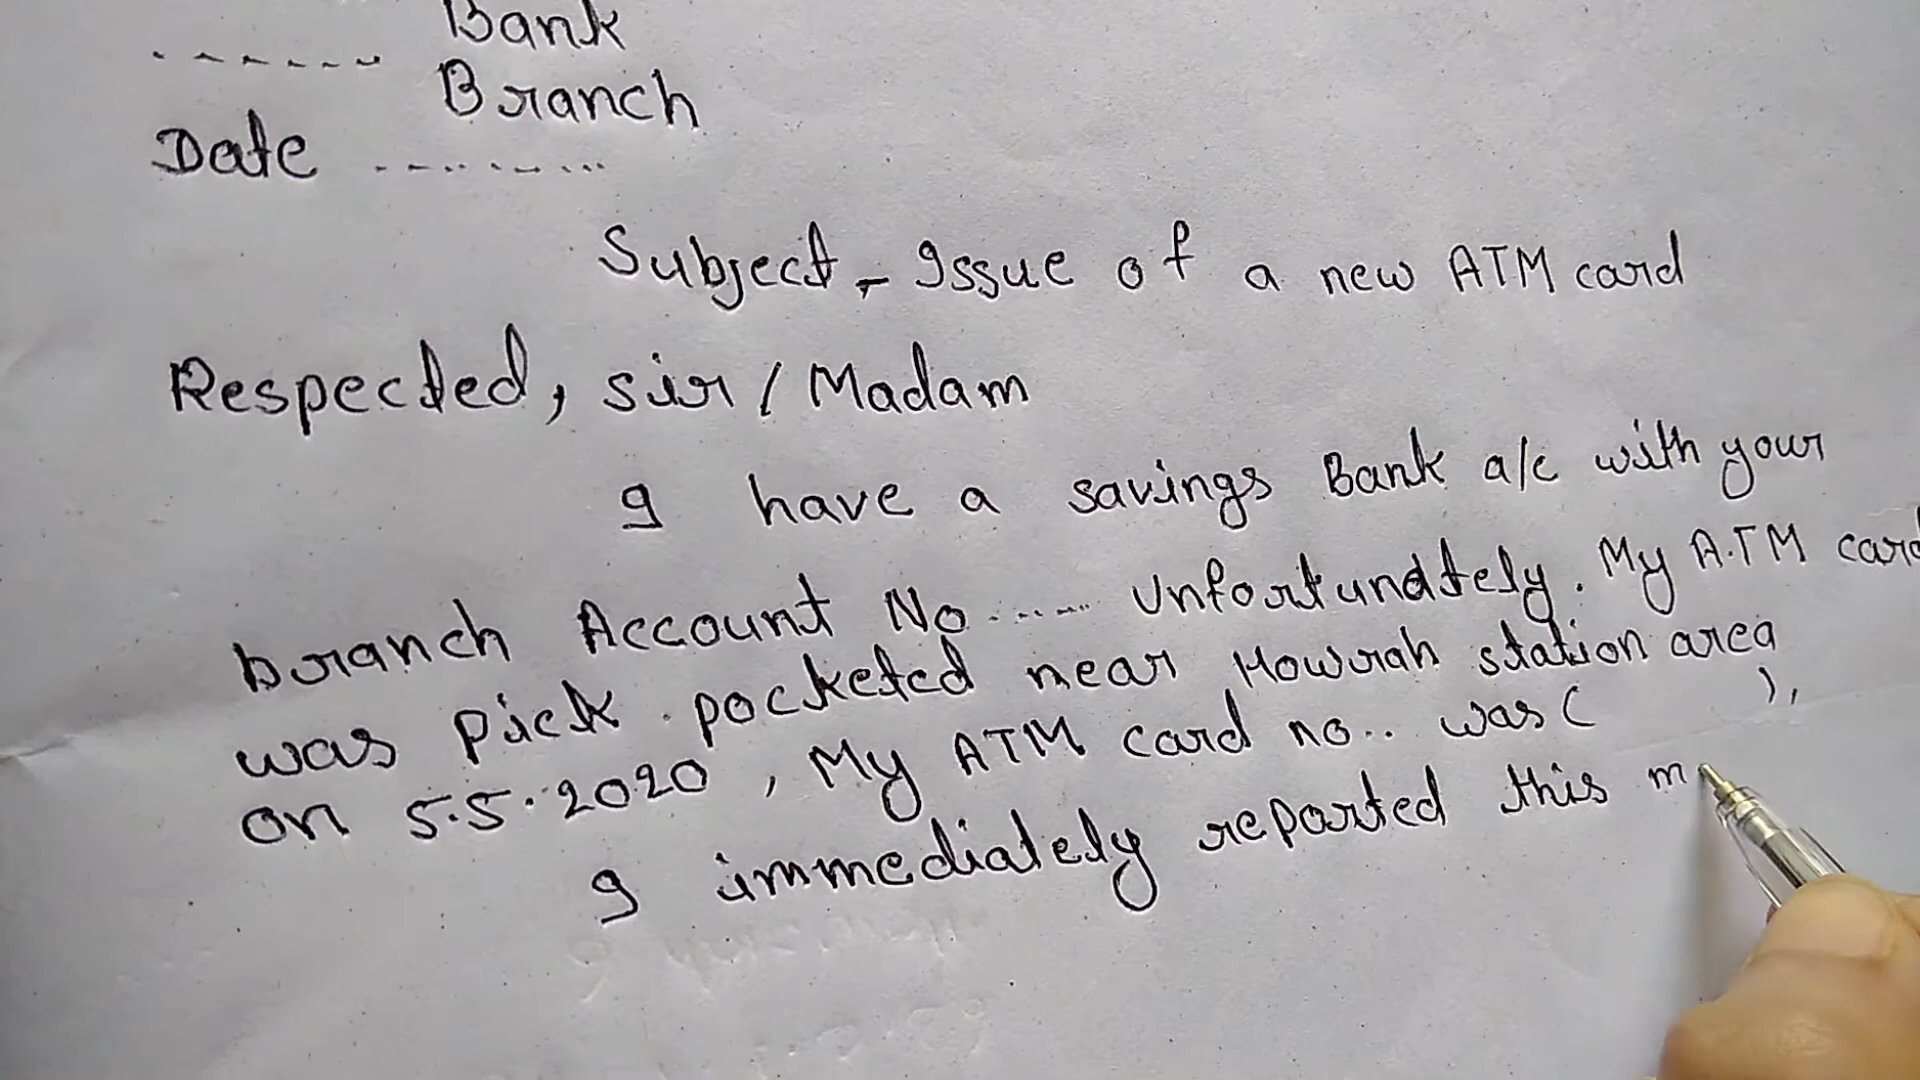 Bank
....... Branch
Date ..........
Subject - Issue of a new ATM card
Respected, sir / Madam
I have a savings Bank a/c with your
branch Account No ...... Unfortundtely. My A.TM card
was pick . pocketed near Howrah station area
on 5.5.2020 , My ATM card no.. was ( ),
I immediately reported this m